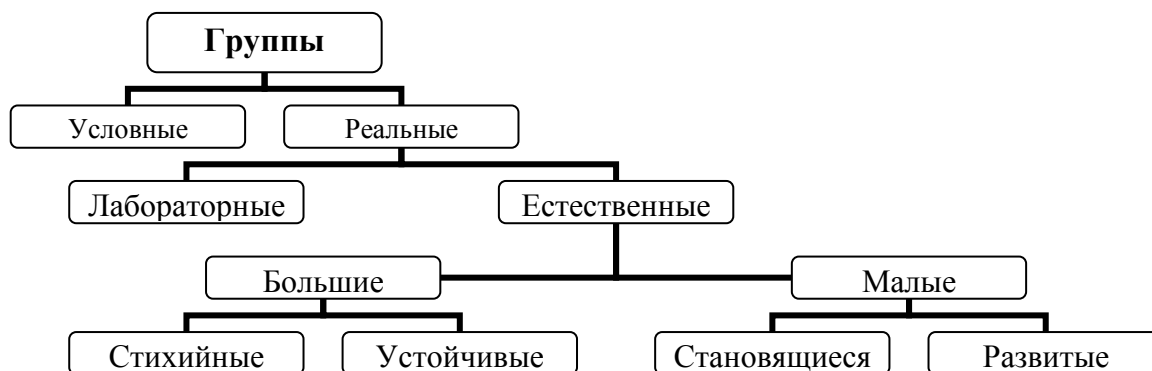 Группы
Условные
Реальные
Лабораторные
Естественные
Большие
Малые
Стихийные
Устойчивые
Становящиеся
Развитые